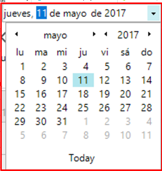 jueves, 11 de mayo de 2017
mayo 2017
lu ma mi ju vi sá do
1 2 3 4 5 6 7
8 9 10 11 12 13 14
15 16 17 18 19 20 21
22 23 24 25 26 27 28
29 30 31 1 2 3 4
5 6 7 8 9 10 11
Today